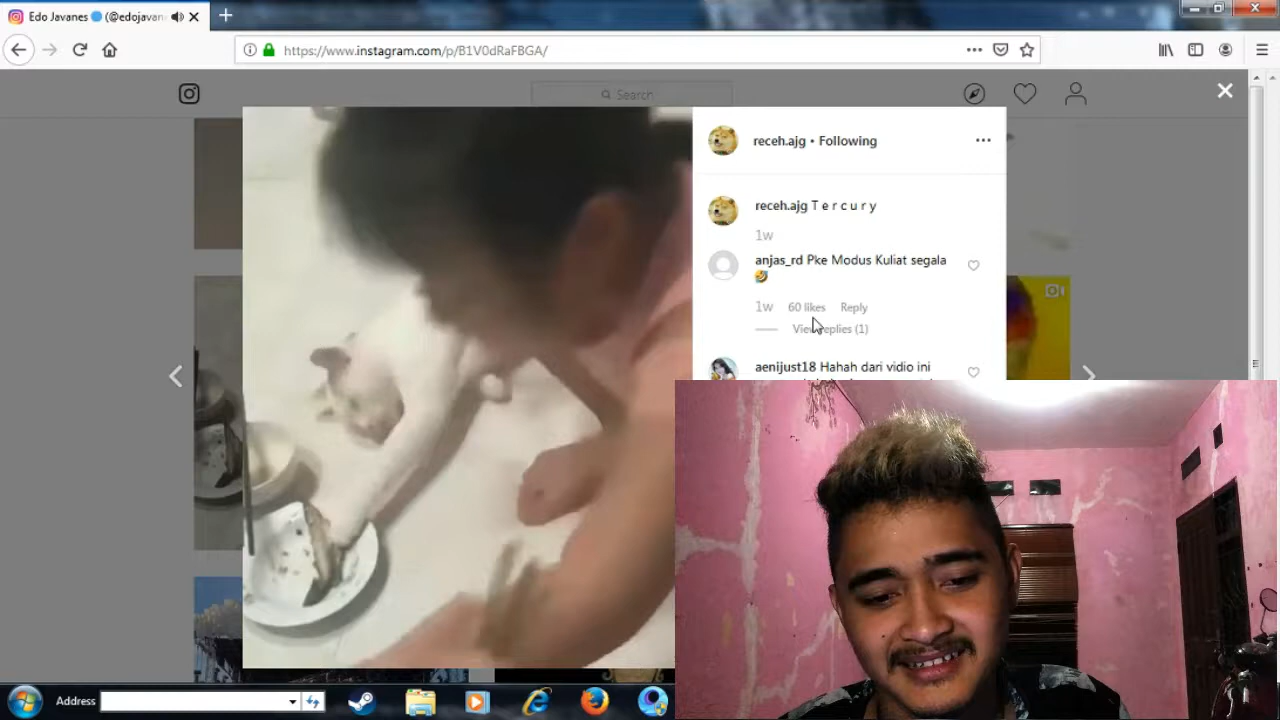 Edo Javanes (@edojavan
https://www.instagram.com/p/B1V0dRaFBGA/
Search
receh.ajg • Following
receh.ajg T e r c u r y
1w
anjas_rd Pke Modus Kuliat segala
1w 60 likes Reply
View replies (1)
aenijust18 Hahah dari vidio ini
Address